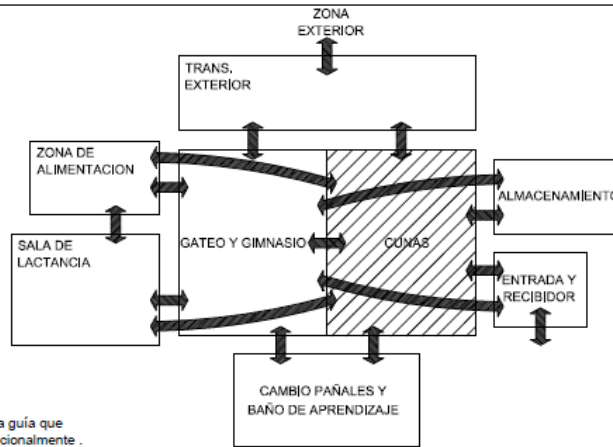 ZONA
EXTERIOR
TRANS.
EXTERIOR
ZONA DE
ALIMENTACION
SALA DE
LACTANCIA
GATEO Y GIMNASIO
CUNAS
ALMACENAMIENTO
ENTRADA Y
RECIBIDOR
CAMBIO PAÑALES Y
BAÑO DE APRENDIZAJE
a guía que
cionalmente .